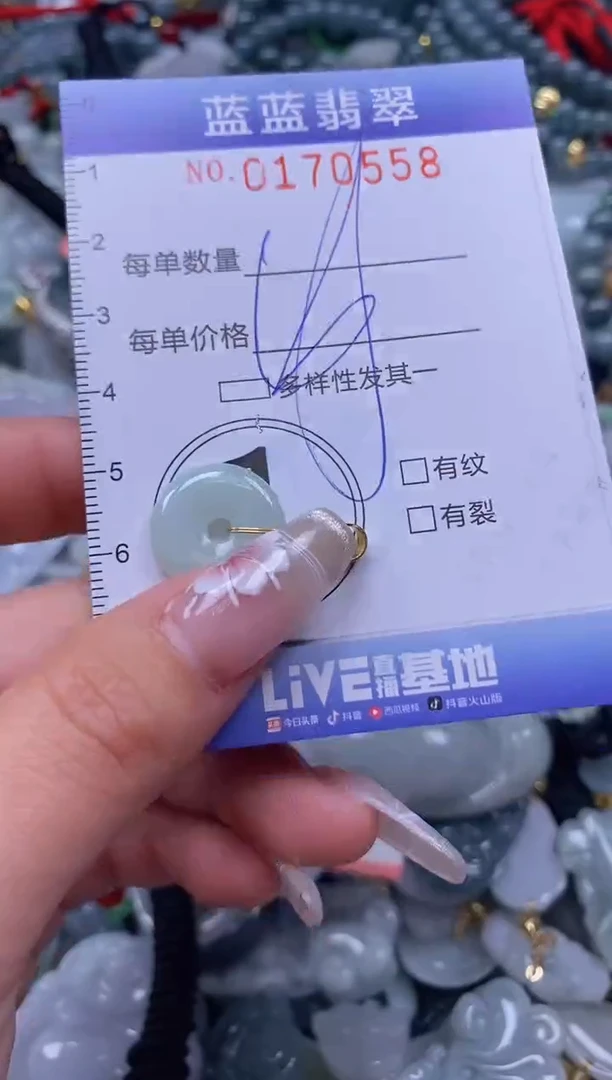 蓝蓝翡翠
NO.0170558
0
1
每单数量
2
每单价格
3
多样性发其一
4
有纹
5
有裂
6
LiVE直播基地
今日头条 抖音 西瓜视频 抖音火山版